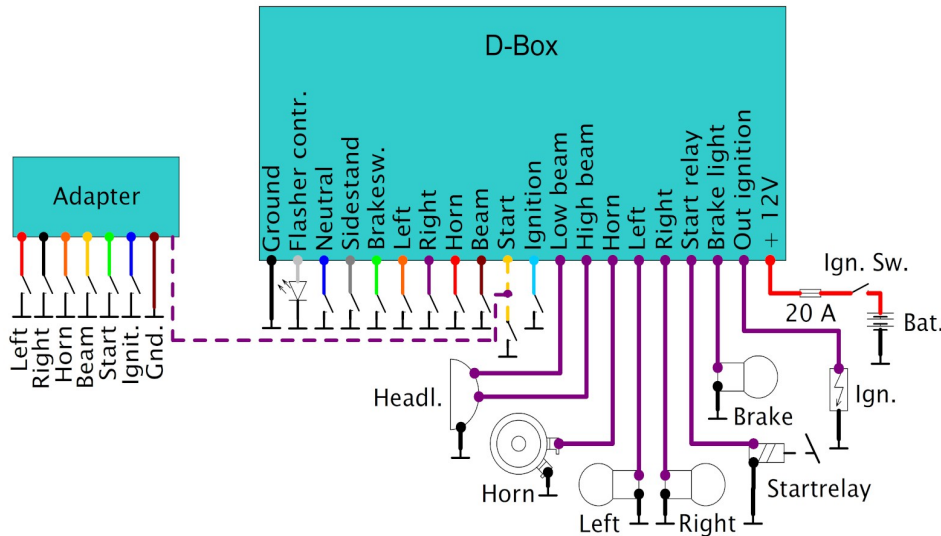 D-Box
Ground
Flasher contr.
Neutral
Sidestand
Brakesw.
Left
Right
Horn
Beam
Start
Ignition
Low beam
High beam
Horn
Left
Right
Start relay
Brake light
Out ignition
+ 12V
Adapter
Left
Right
Horn
Beam
Start
Ignit.
Gnd.
Ign. Sw.
20 A
Bat.
Headl.
Brake
Ign.
Horn
Left
Right
Startrelay